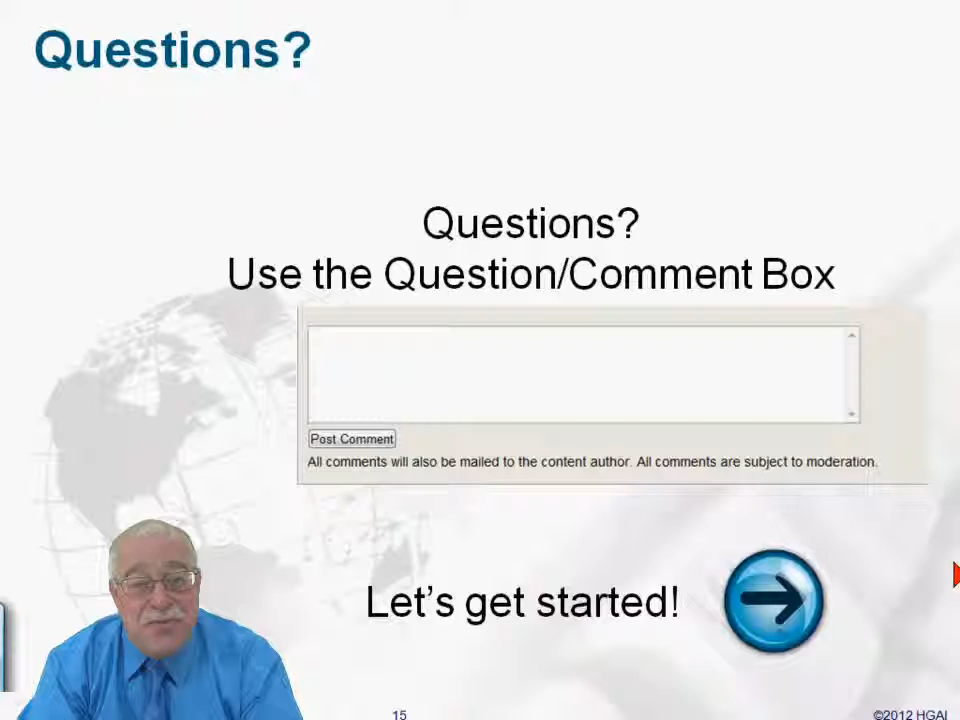 Questions?
Questions?
Use the Question/Comment Box
Post Comment
All comments will also be mailed to the content author. All comments are subject to moderation.
Let's get started!
15
©2012 HGAI